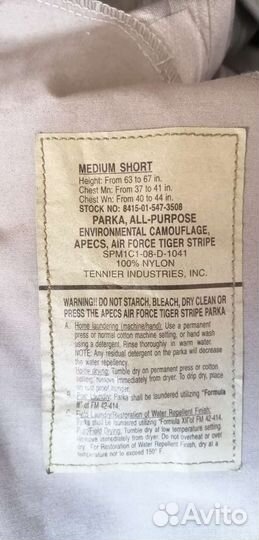 MEDIUM SHORT
Height: From 63 to 67 in.
Chest Mn: From 37 to 41 in.
Chest Wn: From 40 to 44 in.
STOCK NO: 8415-01-547-3508
PARKA, ALL-PURPOSE
ENVIRONMENTAL CAMOUFLAGE,
APECS, AIR FORCE TIGER STRIPE
SPM1C1-08-D-1041
100% NYLON
TENNIER INDUSTRIES, INC.
WARNING!! DO NOT STARCH, BLEACH, DRY CLEAN OR
PRESS THE APECS AIR FORCE TIGER STRIPE PARKA
A. Home laundering (machine/hand): Use a permanent
press or normal cotton machine setting, or hand wash
using a detergent. Rinse thoroughly in warm water.
NOTE: Any residual detergent on the parka will decrease
the water repellency.
Home drying: Tumble dry on permanent press or cotton
setting, remove immediately from dryer. To drip dry, place
on rust proof hanger.
B. Laundry: Parka shall be laundered utilizing "Formula
XI" of FM 42-414.
Field Laundry/Restoration of Water Repellent Finish:
Parka shall be laundered utilizing "Formula XI" of FM 42-414.
Field Drying: Tumble dry at low temperature setting.
Remove immediately from dryer. Do not overheat or over
dry. For Restoration of Water Repellent Finish, dry at a
temperature not to exceed 150° F.
Avito